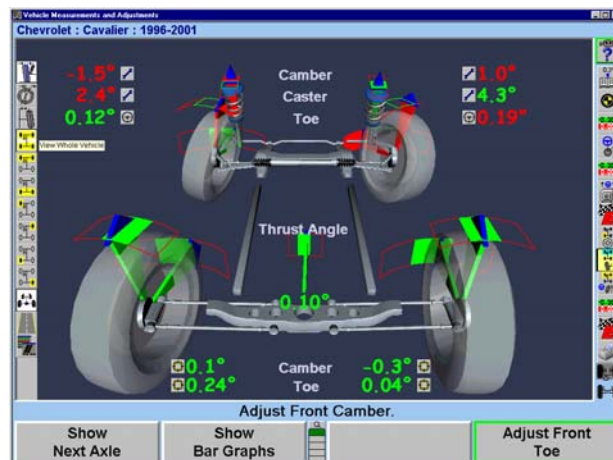 Vehicle Measurements and Adjustments
Chevrolet : Cavalier : 1996-2001
-1.5° Camber 1.0°
2.4° Caster 4.3°
0.12° Toe 0.19"
View Whole Vehicle
Thrust Angle
0.10°
0.1° Camber -0.3°
0.24° Toe 0.04°
Adjust Front Camber.
Show Next Axle
Show Bar Graphs
Adjust Front Toe